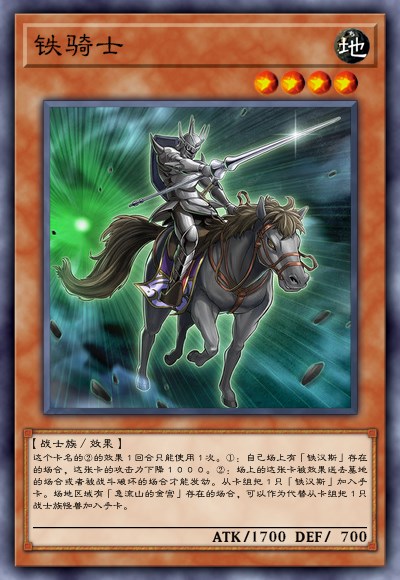 铁骑士
地
【战士族/效果】
这个卡名的②的效果1回合只能使用1次。①:自己场上有「铁汉斯」存在
的场合,这张卡的攻击力下降1000。②:场上的这张卡被效果送去墓地
的场合或者被战斗破坏的场合才能发动。从卡组把1只「铁汉斯」加入手
卡。场地区域有「急流山的金宫」存在的场合,可以作为代替从卡组把1只
战士族怪兽加入手卡。
ATK/1700 DEF/ 700